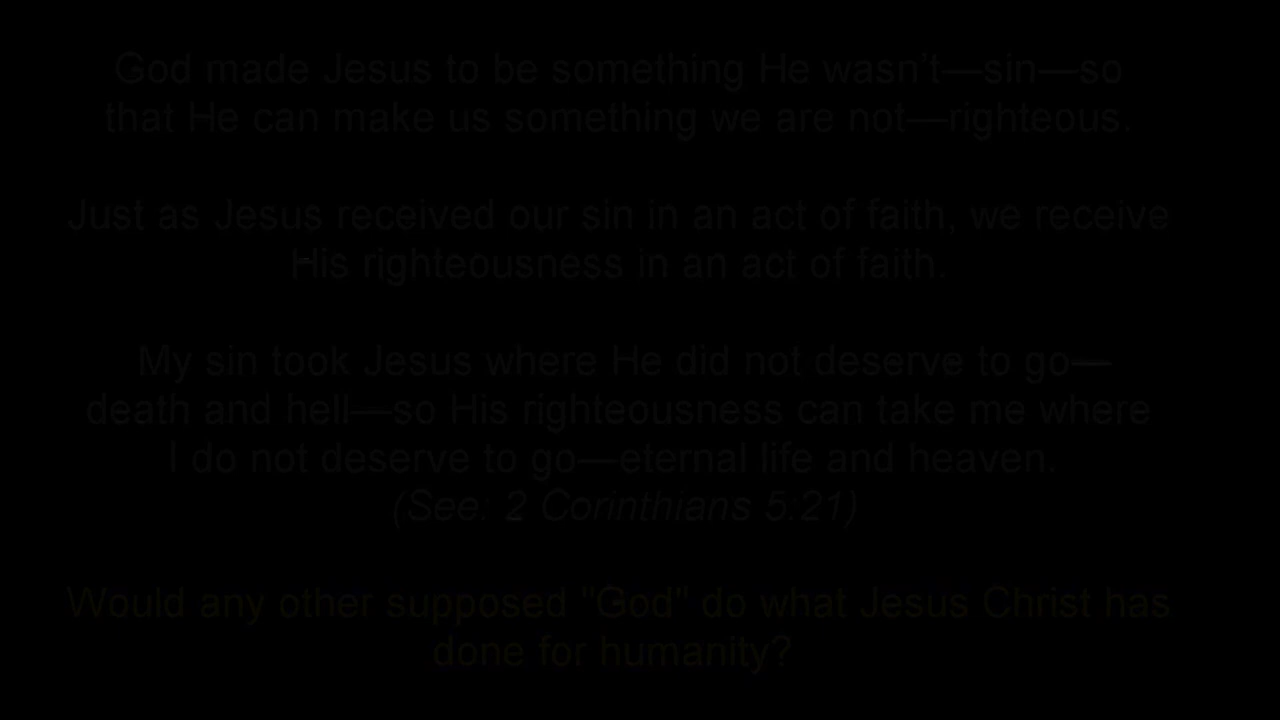 God made Jesus to be something He wasn't—sin—so
that He can make us something we are not—righteous.
Just as Jesus received our sin in an act of faith, we receive
His righteousness in an act of faith.
My sin took Jesus where He did not deserve to go—
death and hell—so His righteousness can take me where
I do not deserve to go—eternal life and heaven.
(See: 2 Corinthians 5:21)
Would any other supposed "God" do what Jesus Christ has
done for humanity?